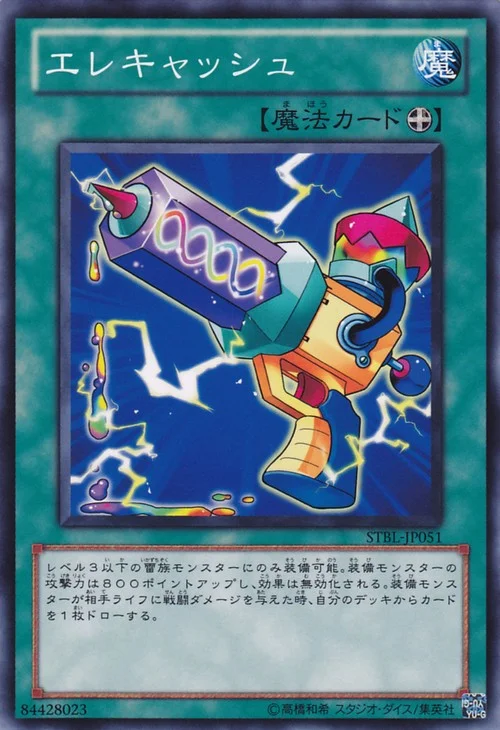 エレキャッシュ
魔
【魔法カード】
STBL-JP051
レベル3以下の雷族モンスターにのみ装備可能。装備モンスターの
攻撃力は800ポイントアップし、効果は無効化される。装備モンス
ターが相手ライフに戦闘ダメージを与えた時、自分のデッキからカード
を1枚ドローする。
84428023
©高橋和希 スタジオ・ダイス/集英社